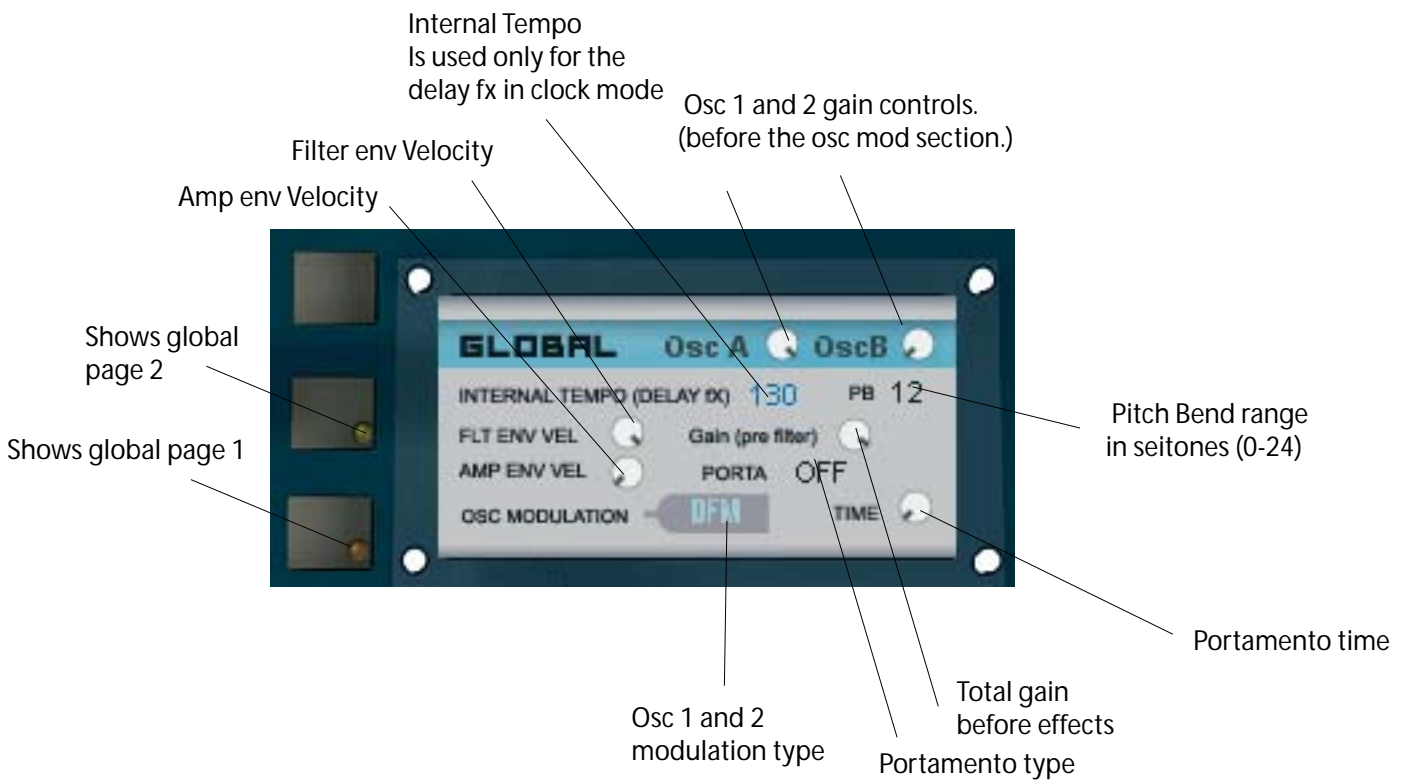 Internal Tempo
Is used only for the
delay fx in clock mode
Osc 1 and 2 gain controls.
(before the osc mod section.)
Filter env Velocity
Amp env Velocity
Shows global
page 2
Shows global page 1
GLOBAL Osc A OscB
INTERNAL TEMPO (DELAY fX) 130 PB 12
FLT ENV VEL Gain (pre filter)
AMP ENV VEL PORTA OFF
OSC MODULATION DFM TIME
Pitch Bend range
in seitones (0-24)
Portamento time
Total gain
before effects
Osc 1 and 2
modulation type
Portamento type